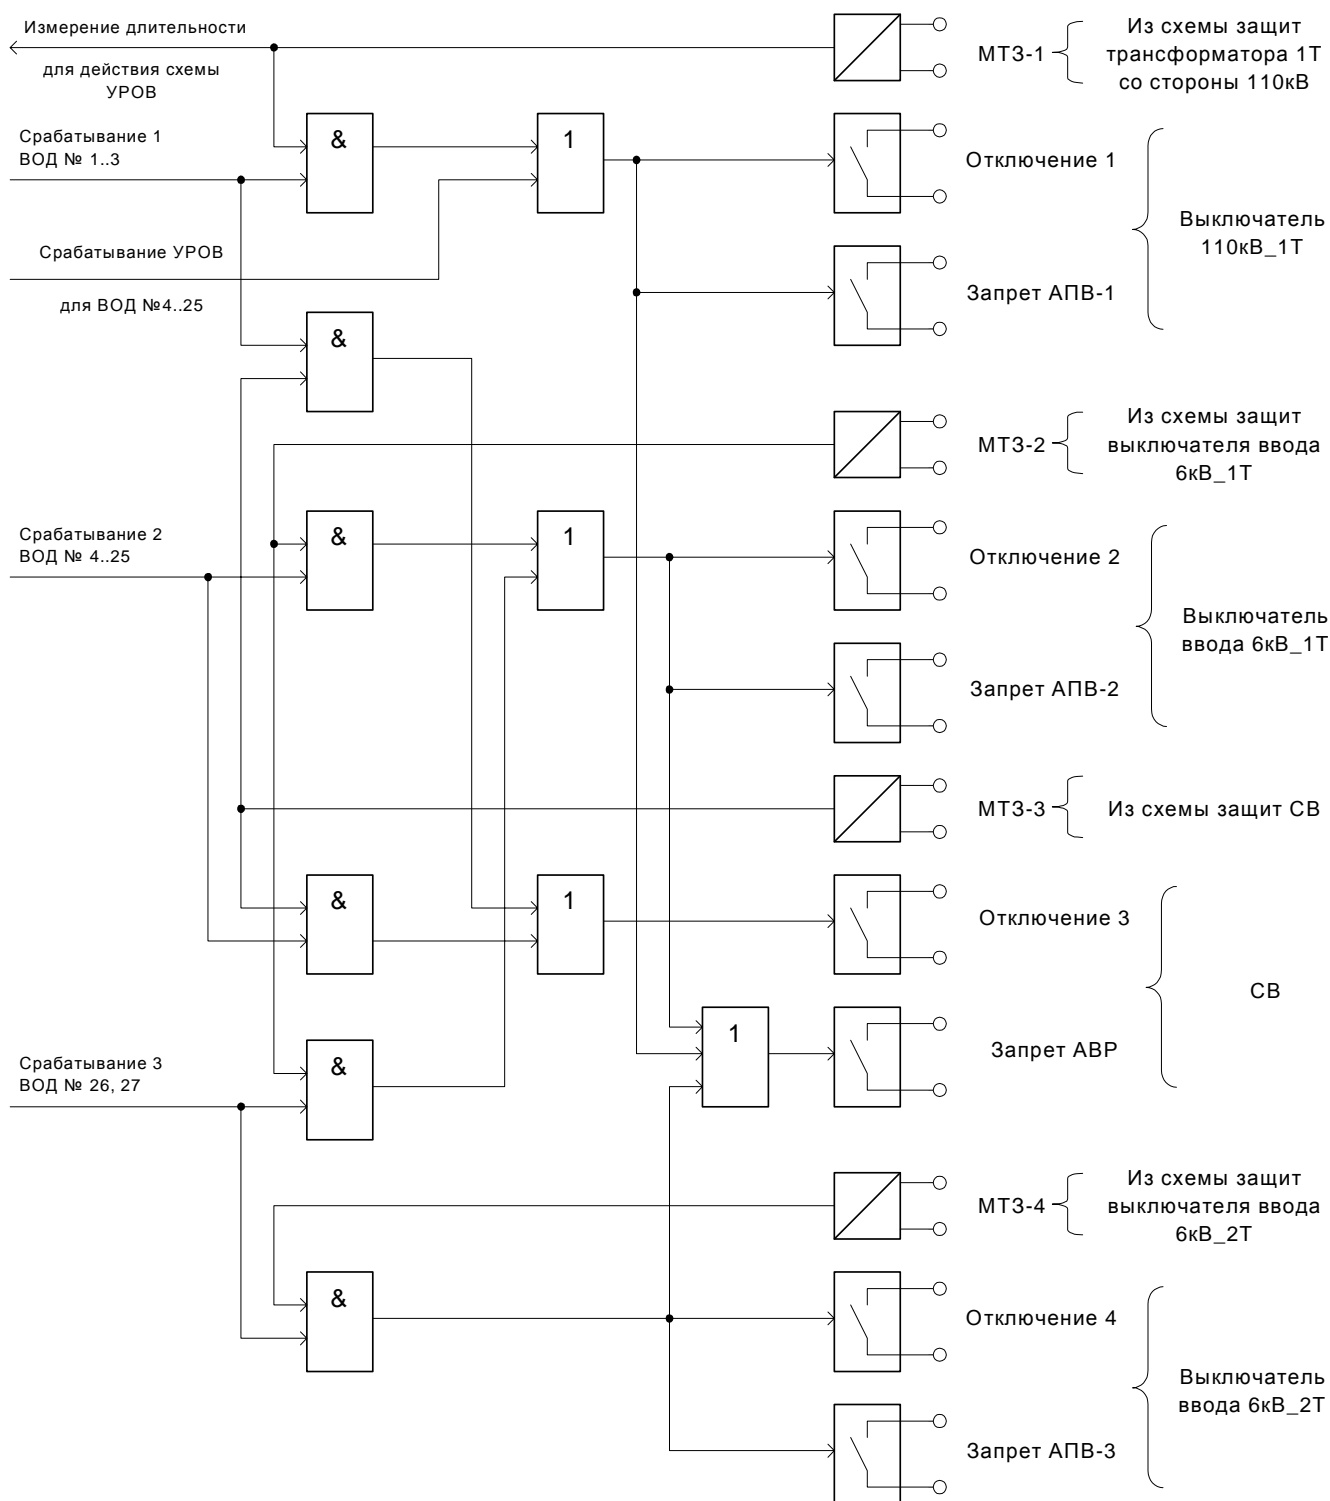 Измерение длительности
для действия схемы
УРОВ
МТЗ-1
Из схемы защит
трансформатора 1Т
со стороны 110кВ
Срабатывание 1
ВОД № 1..3
&
1
Отключение 1
Выключатель
110кВ_1Т
Срабатывание УРОВ
для ВОД №4..25
Запрет АПВ-1
&
МТЗ-2
Из схемы защит
выключателя ввода
6кВ_1Т
Срабатывание 2
ВОД № 4..25
&
1
Отключение 2
Выключатель
ввода 6кВ_1Т
Запрет АПВ-2
МТЗ-3
Из схемы защит СВ
&
1
Отключение 3
СВ
Срабатывание 3
ВОД № 26, 27
&
1
Запрет АВР
МТЗ-4
Из схемы защит
выключателя ввода
6кВ_2Т
&
Отключение 4
Выключатель
ввода 6кВ_2Т
Запрет АПВ-3